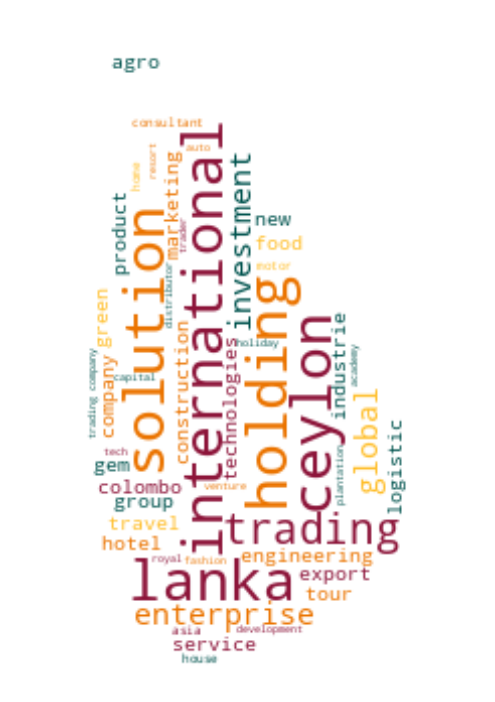 agro
consultant
auto
resort
home
marketing
trader
international
investment
product
solution
distributor
new
food
motor
holding
green
construction
technologies
holiday
ceylon
industrie
academy
trading company
company
capital
global
plantation
logistic
tech
gem
colombo
venture
group
travel
trading
hotel
royal
fashion
engineering
lanka
export
tour
enterprise
asia
development
service
house